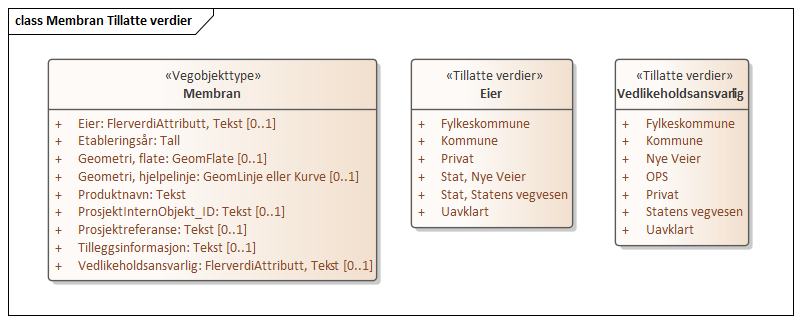 class Membran Tillatte verdier
«Vegobjekttype»
Membran
+ Eier: FlerverdiAttributt, Tekst [0..1]
+ Etableringsår: Tall
+ Geometri, flate: GeomFlate [0..1]
+ Geometri, hjelpelinje: GeomLinje eller Kurve [0..1]
+ Produktnavn: Tekst
+ ProsjektInternObjekt_ID: Tekst [0..1]
+ Prosjektreferanse: Tekst [0..1]
+ Tilleggsinformasjon: Tekst [0..1]
+ Vedlikeholdsansvarlig: FlerverdiAttributt, Tekst [0..1]
«Tillatte verdier»
Eier
+ Fylkeskommune
+ Kommune
+ Privat
+ Stat, Nye Veier
+ Stat, Statens vegvesen
+ Uavklart
«Tillatte verdier»
Vedlikeholdsansvarlig
+ Fylkeskommune
+ Kommune
+ Nye Veier
+ OPS
+ Privat
+ Statens vegvesen
+ Uavklart